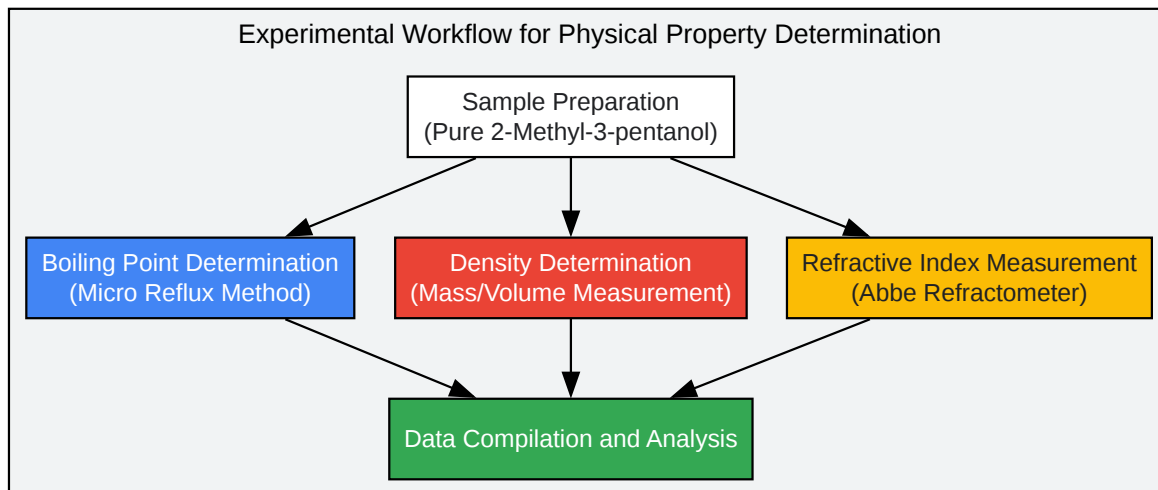 Experimental Workflow for Physical Property Determination
Sample Preparation
(Pure 2-Methyl-3-pentanol)
Boiling Point Determination
(Micro Reflux Method)
Density Determination
(Mass/Volume Measurement)
Refractive Index Measurement
(Abbe Refractometer)
Data Compilation and Analysis